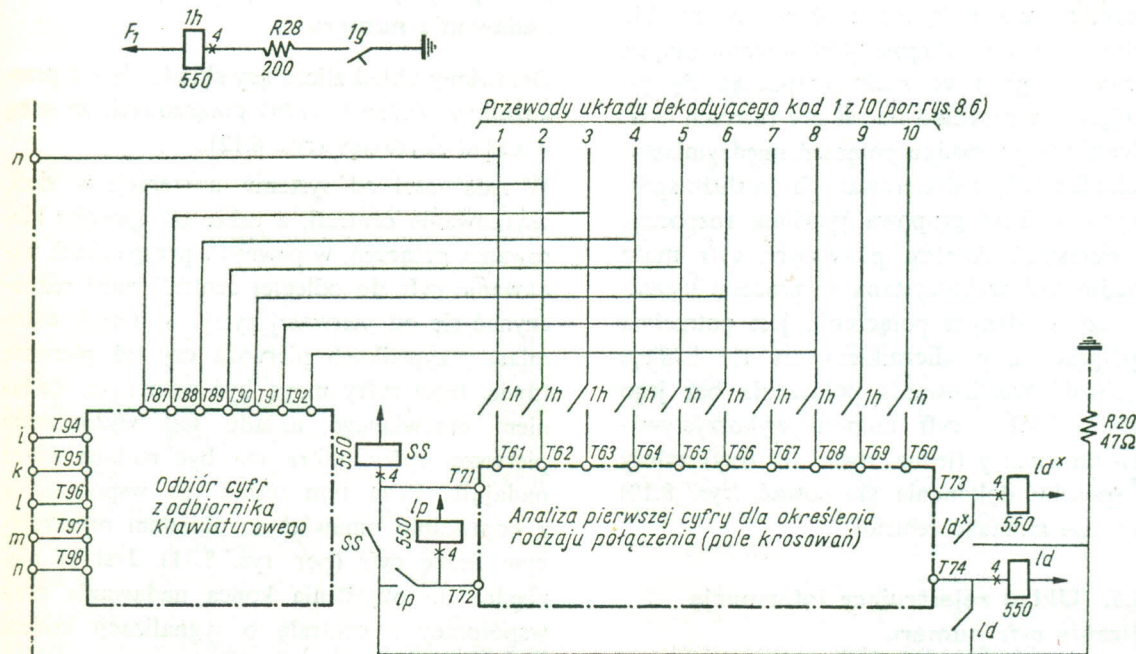 1h
F1
4
R28
1g
550
200
Przewody układu dekodującego kod 1 z 10 (por. rys. 8.6)
1 2 3 4 5 6 7 8 9 10
n
T87 T88 T89 T90 T91 T92
1h 1h 1h 1h 1h 1h 1h 1h 1h 1h
R20
47Ω
i T94
k T95
l T96
m T97
n T98
Odbiór cyfr
z odbiornika
klawiaturowego
550
SS
4
T71
T61 T62 T63 T64 T65 T66 T67 T68 T69 T60
T73
4
ld×
550
ld×
SS
550
lp
4
lp
T72
Analiza pierwszej cyfry dla określenia
rodzaju połączenia (pole krosowań)
T74
4
ld
550
ld